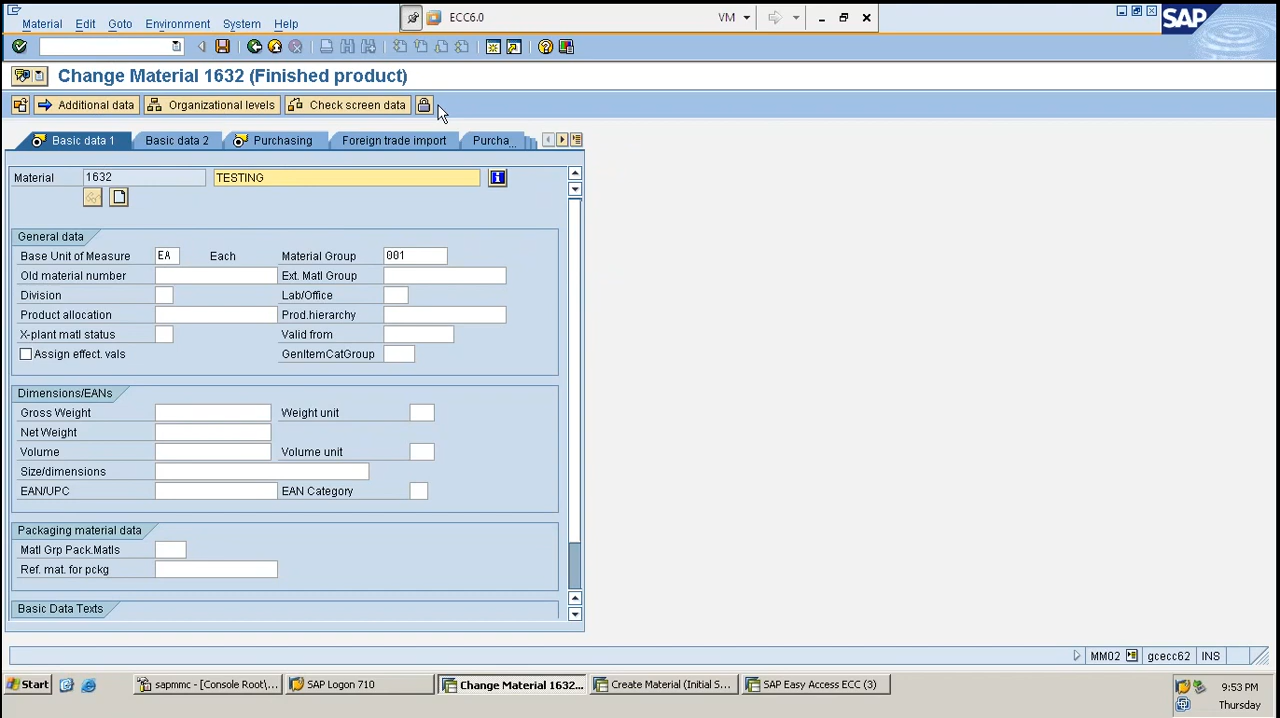 Material Edit Goto Environment System Help
ECC6.0
VM
SAP
Change Material 1632 (Finished product)
Additional data Organizational levels Check screen data
Basic data 1 Basic data 2 Purchasing Foreign trade import Purcha...
Material 1632 TESTING
General data
Base Unit of Measure EA Each Material Group 001
Old material number Ext. Matl Group
Division Lab/Office
Product allocation Prod.hierarchy
X-plant matl status Valid from
Assign effect. vals GenItemCatGroup
Dimensions/EANs
Gross Weight Weight unit
Net Weight
Volume Volume unit
Size/dimensions
EAN/UPC EAN Category
Packaging material data
Matl Grp Pack.Matls
Ref. mat. for pckg
Basic Data Texts
MM02 gcecc62 INS
Start sapmmc - [Console Root\... SAP Logon 710 Change Material 1632... Create Material (Initial S... SAP Easy Access ECC (3) 9:53 PM
Thursday